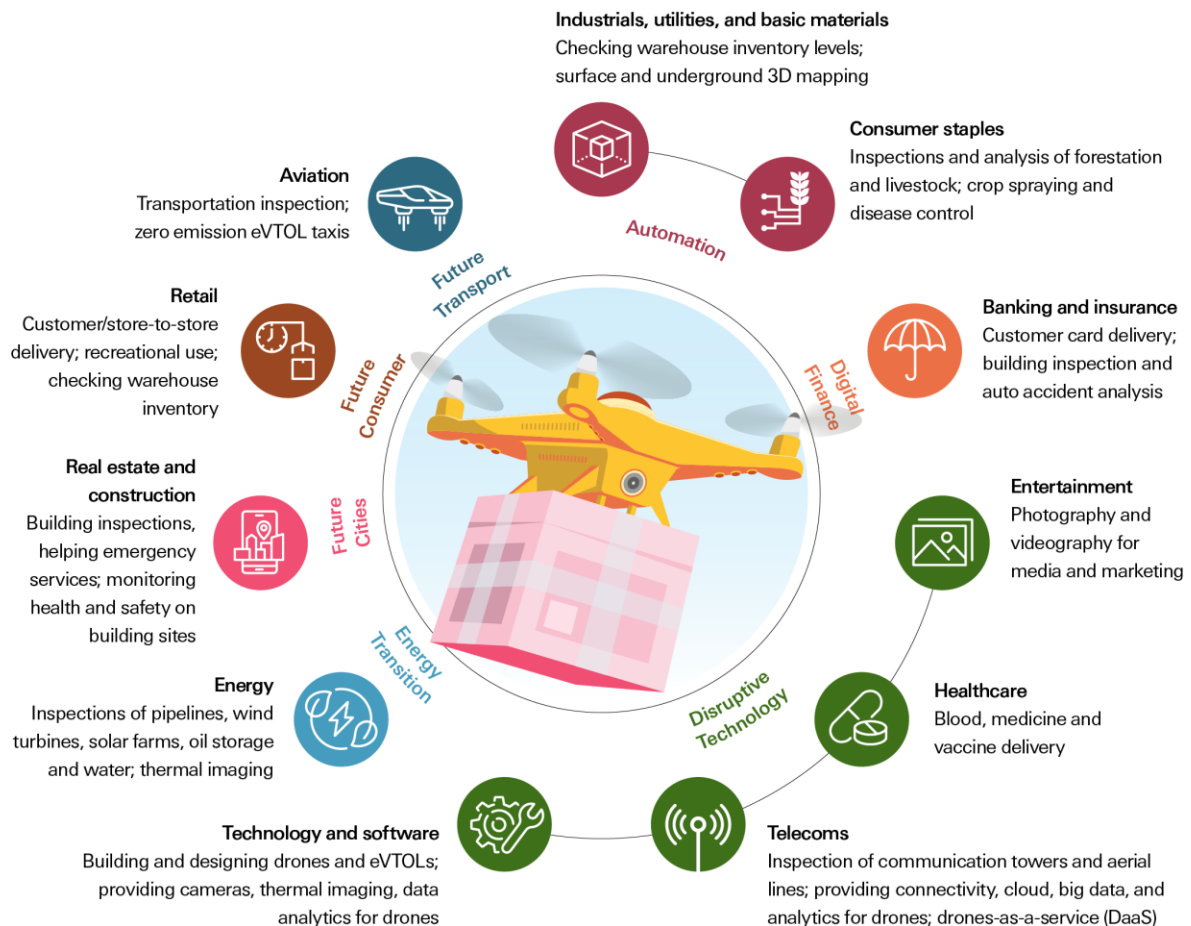 Industrials, utilities, and basic materials
Checking warehouse inventory levels;
surface and underground 3D mapping
Consumer staples
Inspections and analysis of forestation
and livestock; crop spraying and
disease control
Automation
Aviation
Transportation inspection;
zero emission eVTOL taxis
Future
Transport
Retail
Customer/store-to-store
delivery; recreational use;
checking warehouse
inventory
Future
Consumer
Banking and insurance
Customer card delivery;
building inspection and
auto accident analysis
Digital
Finance
Real estate and
construction
Building inspections,
helping emergency
services; monitoring
health and safety on
building sites
Future
Cities
Entertainment
Photography and
videography for
media and marketing
Energy
Inspections of pipelines, wind
turbines, solar farms, oil storage
and water; thermal imaging
Energy
Transition
Disruptive
Technology
Healthcare
Blood, medicine and
vaccine delivery
Technology and software
Building and designing drones and eVTOLs;
providing cameras, thermal imaging, data
analytics for drones
Telecoms
Inspection of communication towers and aerial
lines; providing connectivity, cloud, big data, and
analytics for drones; drones-as-a-service (DaaS)